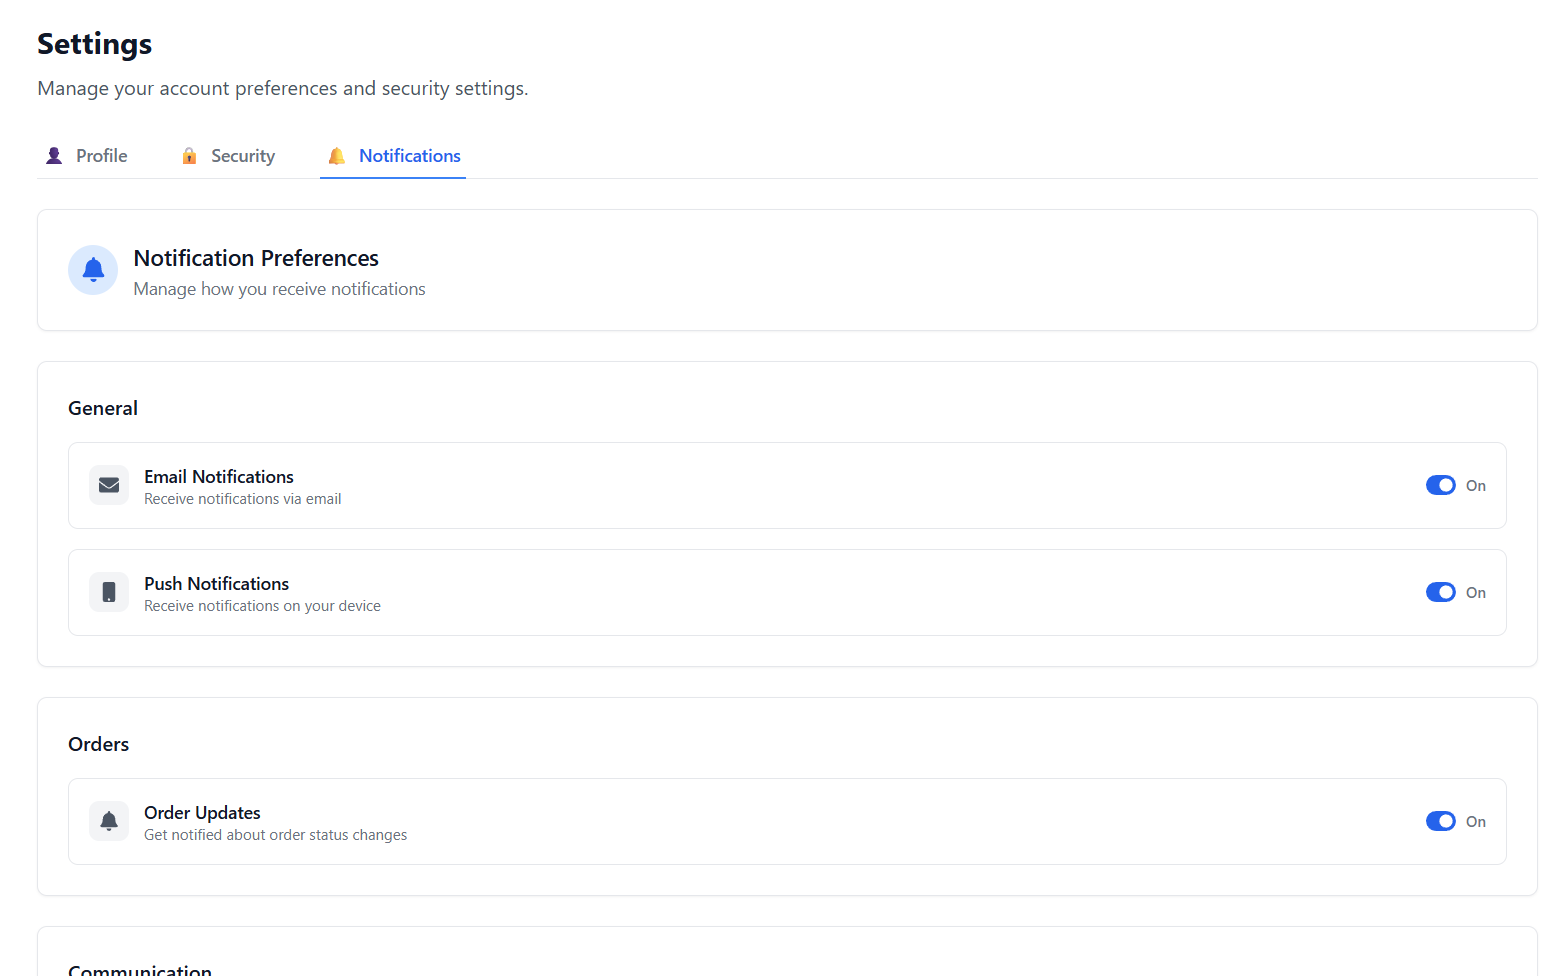 Settings
Manage your account preferences and security settings.
Profile
Security
Notifications
Notification Preferences
Manage how you receive notifications
General
Email Notifications
Receive notifications via email
On
Push Notifications
Receive notifications on your device
On
Orders
Order Updates
Get notified about order status changes
On
Communication